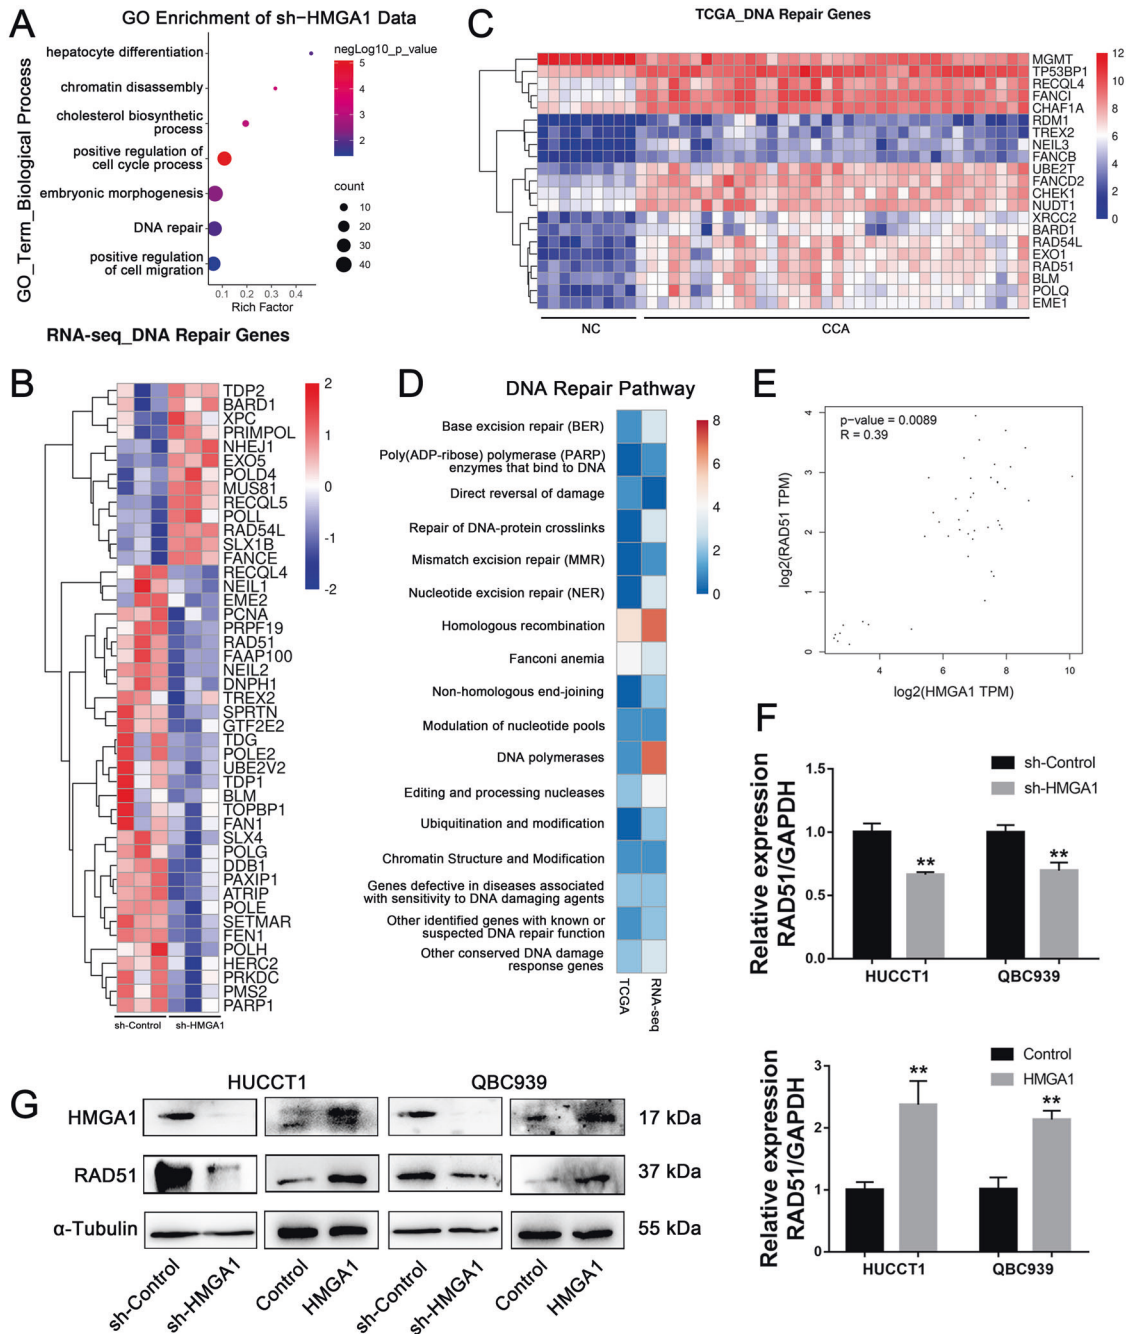 A
GO Enrichment of sh-HMGA1 Data
GO_Term_Biological Process
hepatocyte differentiation
chromatin disassembly
cholesterol biosynthetic
process
positive regulation of
cell cycle process
embryonic morphogenesis
DNA repair
positive regulation
of cell migration
0.1 0.2 0.3 0.4
Rich Factor
negLog10_p_value
5
4
3
2
count
10
20
30
40
C
TCGA_DNA Repair Genes
MGMT
TP53BP1
RECQL4
FANCI
CHAF1A
RDM1
TREX2
NEIL3
FANCB
UBE2T
FANCD2
CHEK1
NUDT1
XRCC2
BARD1
RAD54L
EXO1
RAD51
BLM
POLQ
EME1
NC
CCA
12
10
8
6
4
2
0
RNA-seq_DNA Repair Genes
B
TDP2
BARD1
XPC
PRIMPOL
NHEJ1
EXO5
POLD4
MUS81
RECQL5
POLL
RAD54L
SLX1B
FANCE
RECQL4
NEIL1
EME2
PCNA
PRPF19
RAD51
FAAP100
NEIL2
DNPH1
TREX2
SPRTN
GTF2E2
TDG
POLE2
UBE2V2
TDP1
BLM
TOPBP1
FAN1
SLX4
POLG
DDB1
PAXIP1
ATRIP
POLE
SETMAR
FEN1
POLH
HERC2
PRKDC
PMS2
PARP1
sh-Control
sh-HMGA1
2
1
0
-1
-2
D
DNA Repair Pathway
Base excision repair (BER)
Poly(ADP-ribose) polymerase (PARP)
enzymes that bind to DNA
Direct reversal of damage
Repair of DNA-protein crosslinks
Mismatch excision repair (MMR)
Nucleotide excision repair (NER)
Homologous recombination
Fanconi anemia
Non-homologous end-joining
Modulation of nucleotide pools
DNA polymerases
Editing and processing nucleases
Ubiquitination and modification
Chromatin Structure and Modification
Genes defective in diseases associated
with sensitivity to DNA damaging agents
Other identified genes with known or
suspected DNA repair function
Other conserved DNA damage
response genes
TCGA
RNA-seq
8
6
4
2
0
E
p-value = 0.0089
R = 0.39
log2(RAD51 TPM)
4
3
2
1
0
4 6 8 10
log2(HMGA1 TPM)
F
Relative expression
RAD51/GAPDH
1.5
1.0
0.5
0.0
sh-Control
sh-HMGA1
**
**
HUCCT1
QBC939
Relative expression
RAD51/GAPDH
3
2
1
0
Control
HMGA1
**
**
HUCCT1
QBC939
G
HUCCT1
QBC939
HMGA1
17 kDa
RAD51
37 kDa
α-Tubulin
55 kDa
sh-Control
sh-HMGA1
Control
HMGA1
sh-Control
sh-HMGA1
Control
HMGA1